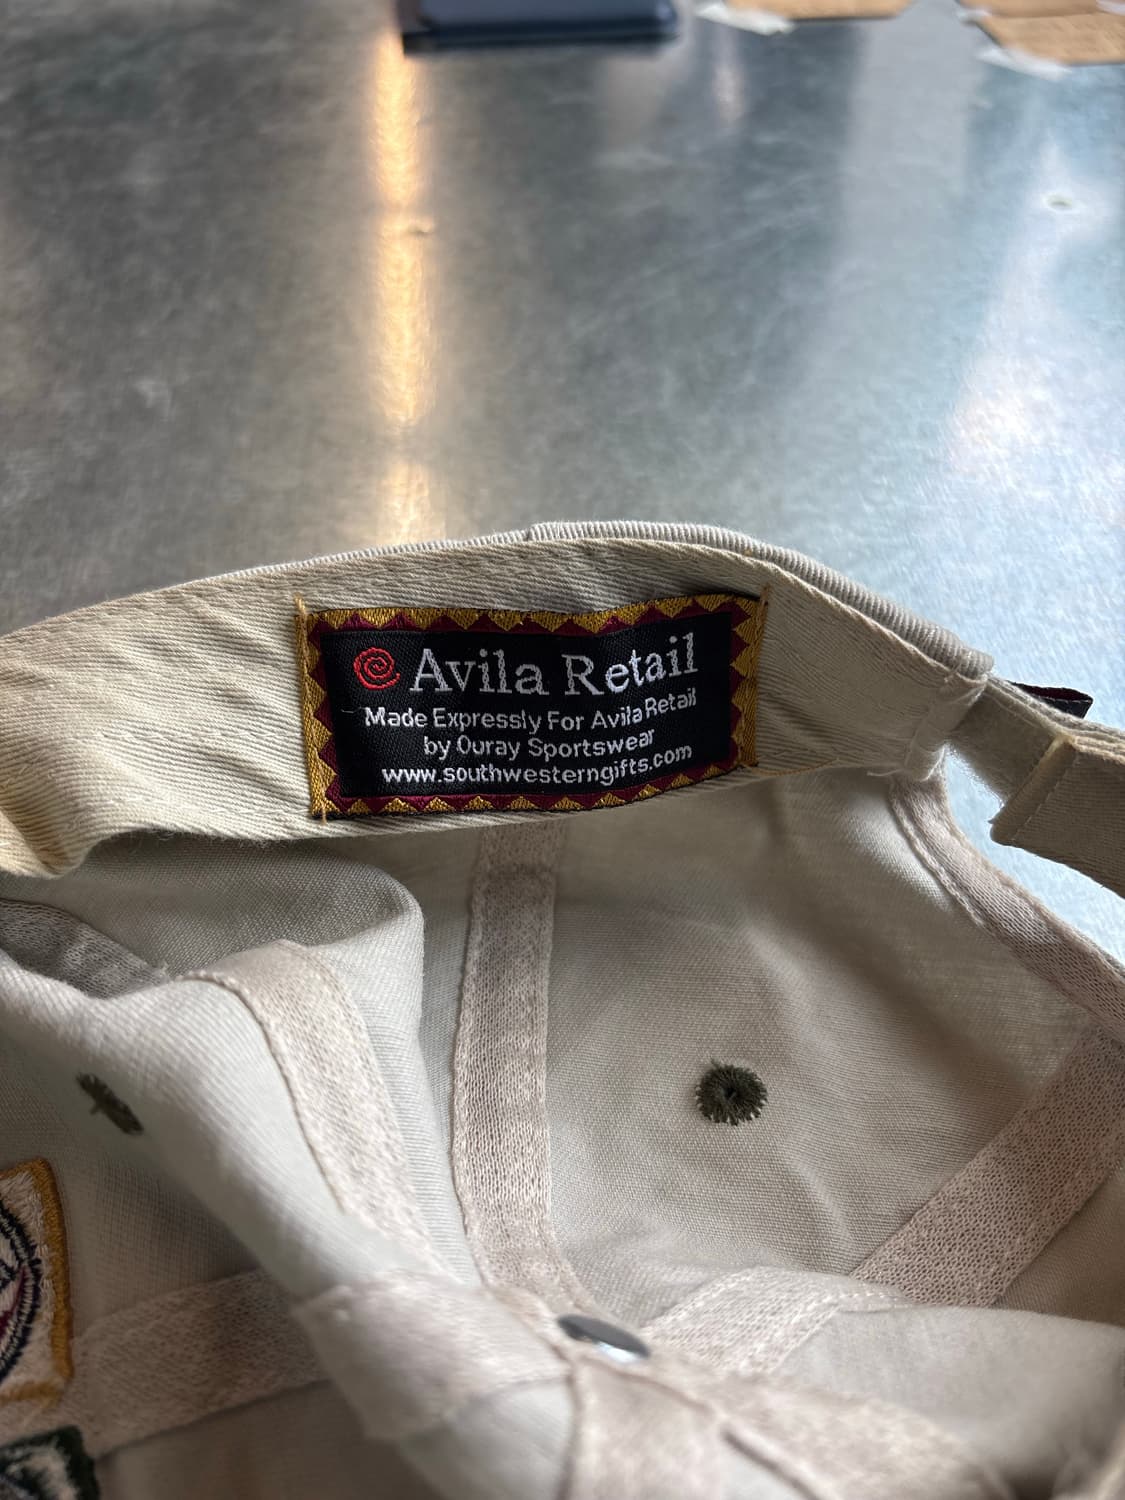 Avila Retail
Made Expressly For Avila Retail
by Ouray Sportswear
www.southwesterngifts.com